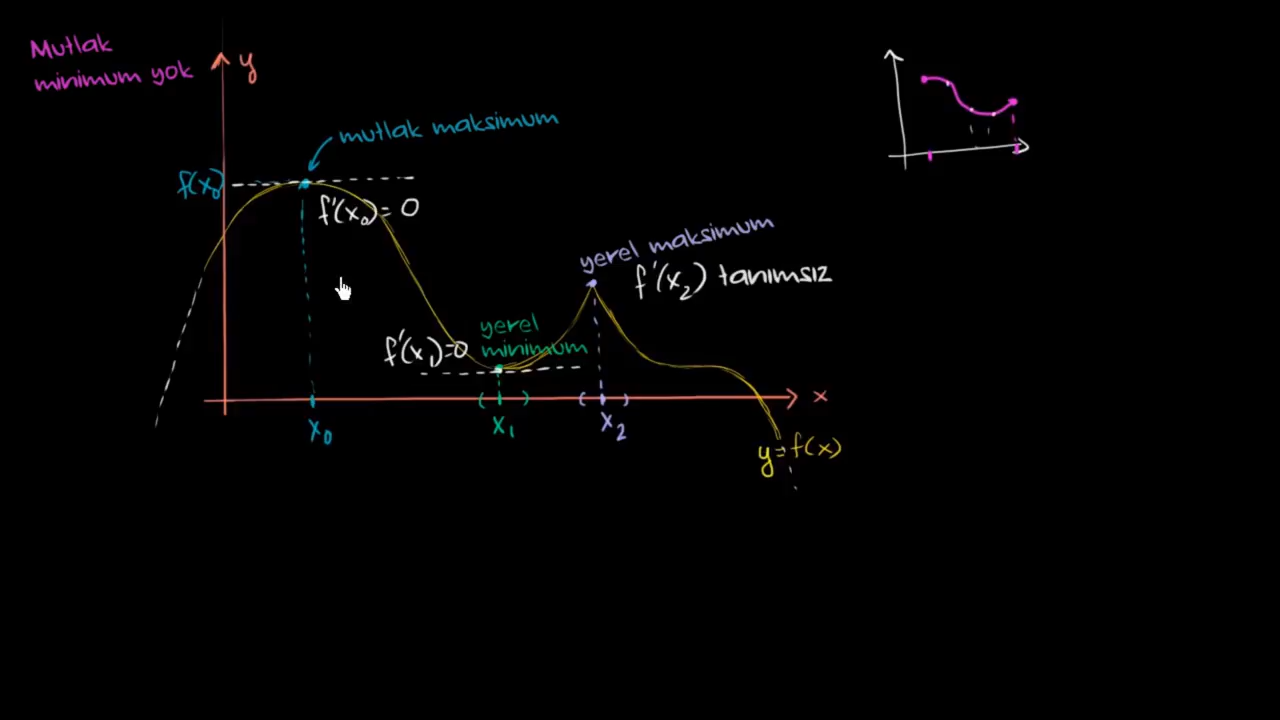 Mutlak
minimum yok
y
mutlak maksimum
f(x₀)
f'(x₀)= 0
yerel maksimum
f'(x₂) tanımsız
yerel
minimum
f'(x₁)=0
x
x₀
( )
x₁
( )
x₂
y=f(x)